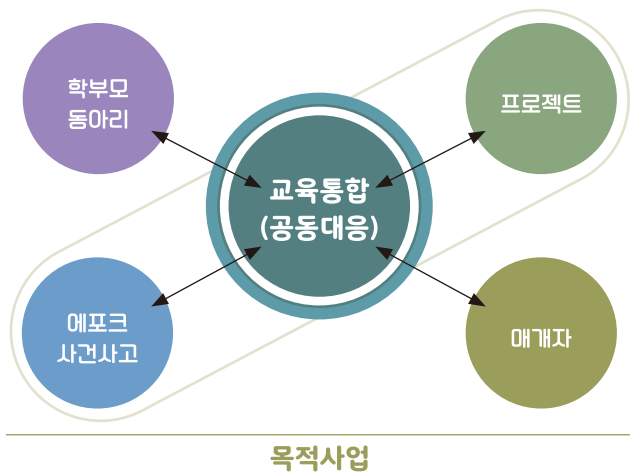 학부모
동아리
프로젝트
교육통합
(공동대응)
에포크
사건사고
매개자
목적사업